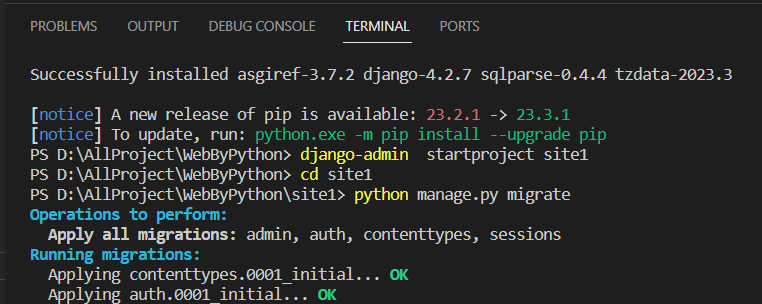 PROBLEMS OUTPUT DEBUG CONSOLE TERMINAL PORTS
Successfully installed asgiref-3.7.2 django-4.2.7 sqlparse-0.4.4 tzdata-2023.3
[notice] A new release of pip is available: 23.2.1 -> 23.3.1
[notice] To update, run: python.exe -m pip install --upgrade pip
PS D:\AllProject\WebByPython> django-admin  startproject site1
PS D:\AllProject\WebByPython> cd site1
PS D:\AllProject\WebByPython\site1> python manage.py migrate
Operations to perform:
  Apply all migrations: admin, auth, contenttypes, sessions
Running migrations:
  Applying contenttypes.0001_initial... OK
  Applying auth.0001_initial... OK